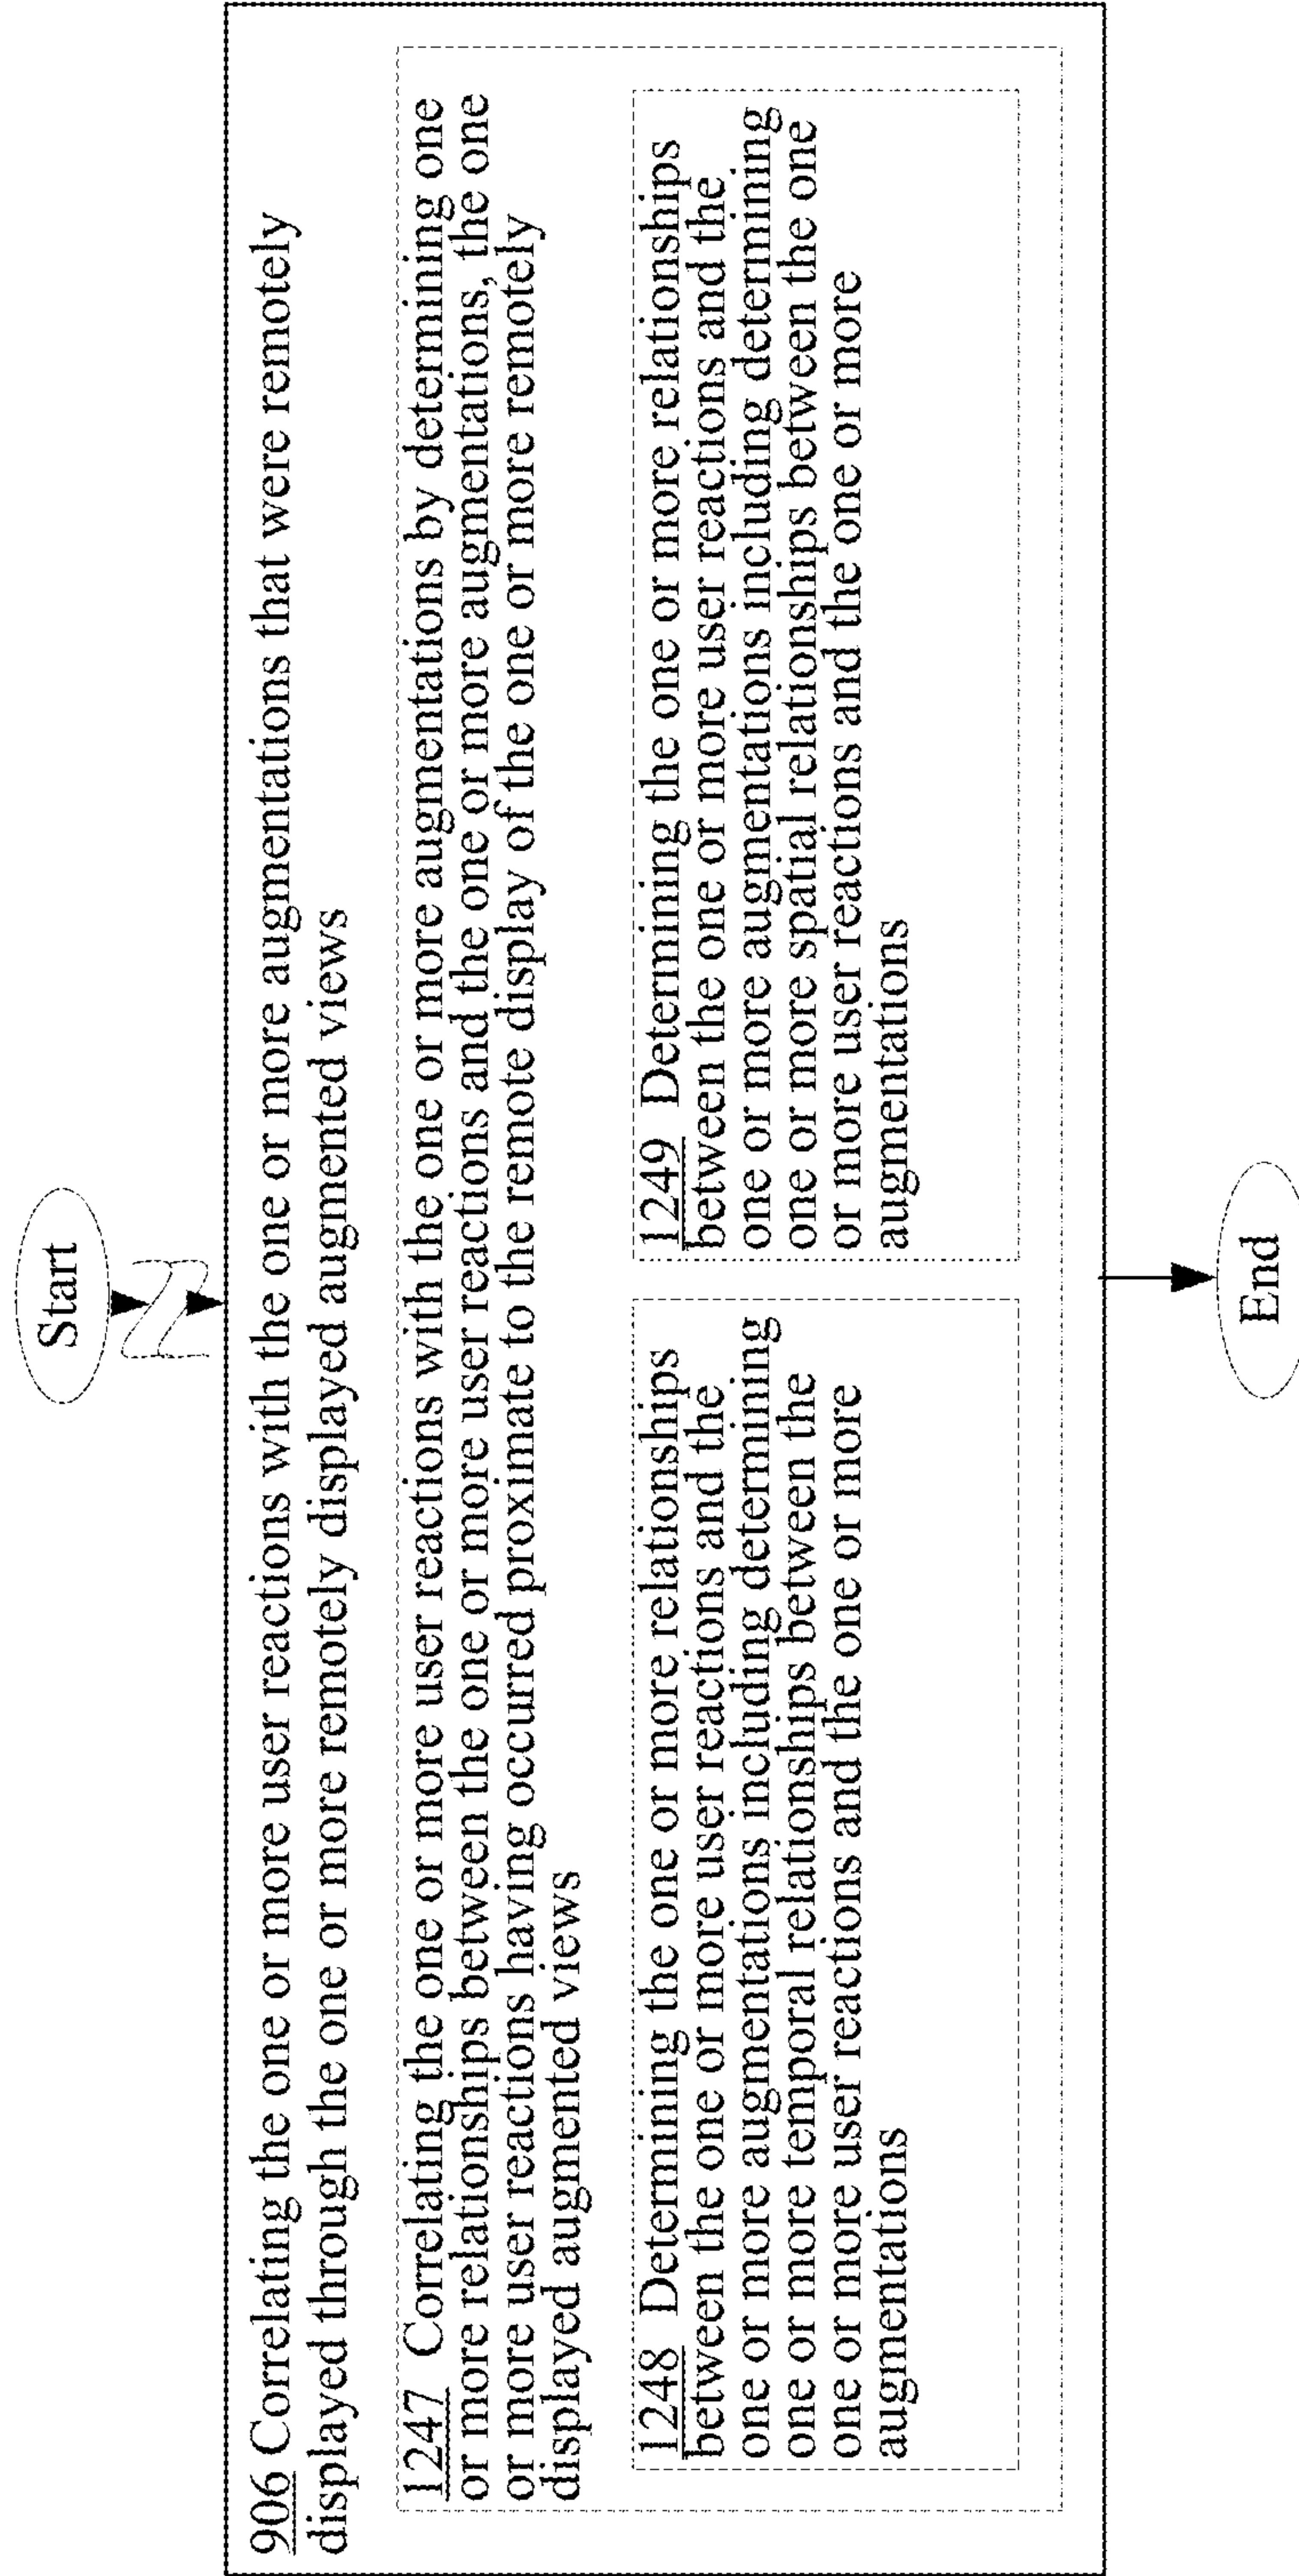 Start
906 Correlating the one or more user reactions with the one or more augmentations that were remotely
displayed through the one or more remotely displayed augmented views
1247 Correlating the one or more user reactions with the one or more augmentations by determining one
or more relationships between the one or more user reactions and the one or more augmentations, the one
or more user reactions having occurred proximate to the remote display of the one or more remotely
displayed augmented views
1248 Determining the one or more relationships
between the one or more user reactions and the
one or more augmentations including determining
one or more temporal relationships between the
one or more user reactions and the one or more
augmentations
1249 Determining the one or more relationships
between the one or more user reactions and the
one or more augmentations include determining
one or more spatial relationships between the one
or more user reactions and the one or more
augmentations
End